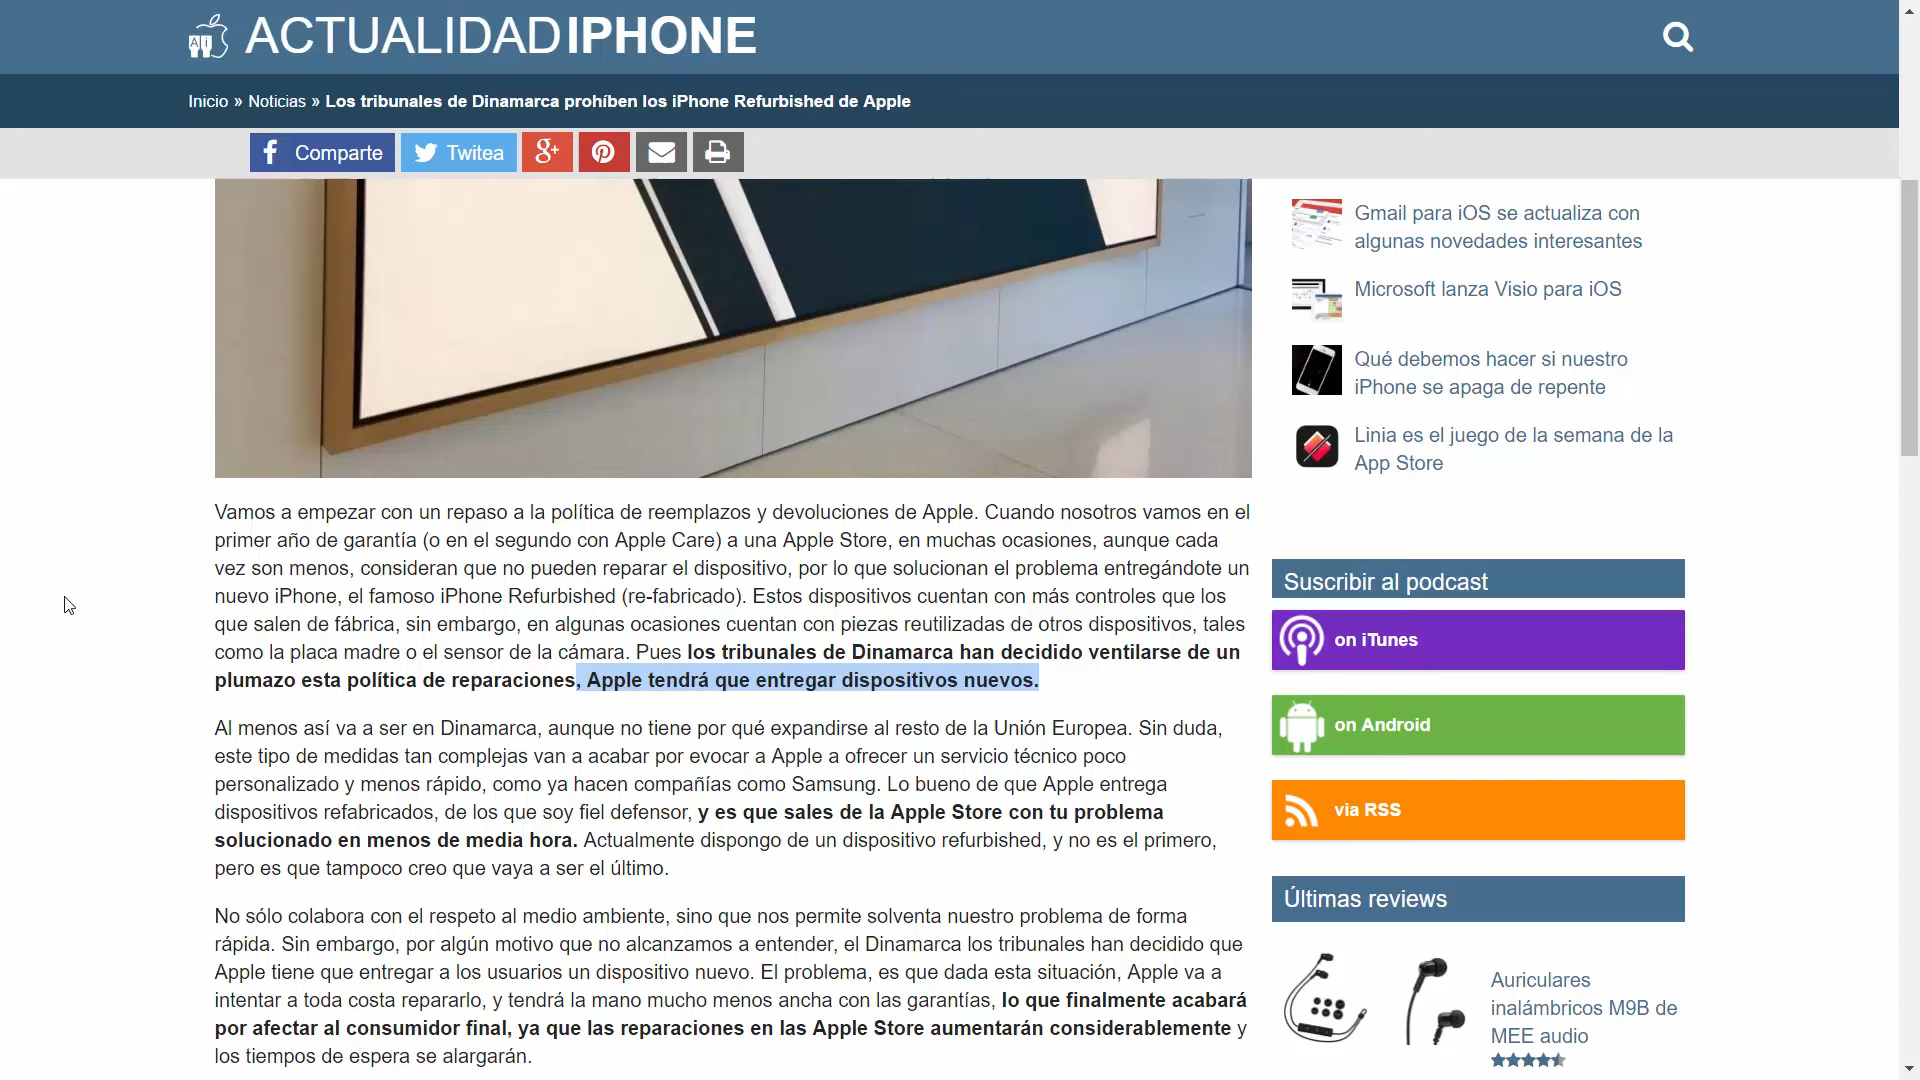 ACTUALIDADIPHONE
Inicio » Noticias » Los tribunales de Dinamarca prohíben los iPhone Refurbished de Apple
Comparte
Twitea
g+
Vamos a empezar con un repaso a la política de reemplazos y devoluciones de Apple. Cuando nosotros vamos en el
primer año de garantía (o en el segundo con Apple Care) a una Apple Store, en muchas ocasiones, aunque cada
vez son menos, consideran que no pueden reparar el dispositivo, por lo que solucionan el problema entregándote un
nuevo iPhone, el famoso iPhone Refurbished (re-fabricado). Estos dispositivos cuentan con más controles que los
que salen de fábrica, sin embargo, en algunas ocasiones cuentan con piezas reutilizadas de otros dispositivos, tales
como la placa madre o el sensor de la cámara. Pues los tribunales de Dinamarca han decidido ventilarse de un
plumazo esta política de reparaciones, Apple tendrá que entregar dispositivos nuevos.
Al menos así va a ser en Dinamarca, aunque no tiene por qué expandirse al resto de la Unión Europea. Sin duda,
este tipo de medidas tan complejas van a acabar por evocar a Apple a ofrecer un servicio técnico poco
personalizado y menos rápido, como ya hacen compañías como Samsung. Lo bueno de que Apple entrega
dispositivos refabricados, de los que soy fiel defensor, y es que sales de la Apple Store con tu problema
solucionado en menos de media hora. Actualmente dispongo de un dispositivo refurbished, y no es el primero,
pero es que tampoco creo que vaya a ser el último.
No sólo colabora con el respeto al medio ambiente, sino que nos permite solventa nuestro problema de forma
rápida. Sin embargo, por algún motivo que no alcanzamos a entender, el Dinamarca los tribunales han decidido que
Apple tiene que entregar a los usuarios un dispositivo nuevo. El problema, es que dada esta situación, Apple va a
intentar a toda costa repararlo, y tendrá la mano mucho menos ancha con las garantías, lo que finalmente acabará
por afectar al consumidor final, ya que las reparaciones en las Apple Store aumentarán considerablemente y
los tiempos de espera se alargarán.
Gmail para iOS se actualiza con
algunas novedades interesantes
Microsoft lanza Visio para iOS
Qué debemos hacer si nuestro
iPhone se apaga de repente
Linia es el juego de la semana de la
App Store
Suscribir al podcast
on iTunes
on Android
via RSS
Últimas reviews
Auriculares
inalámbricos M9B de
MEE audio